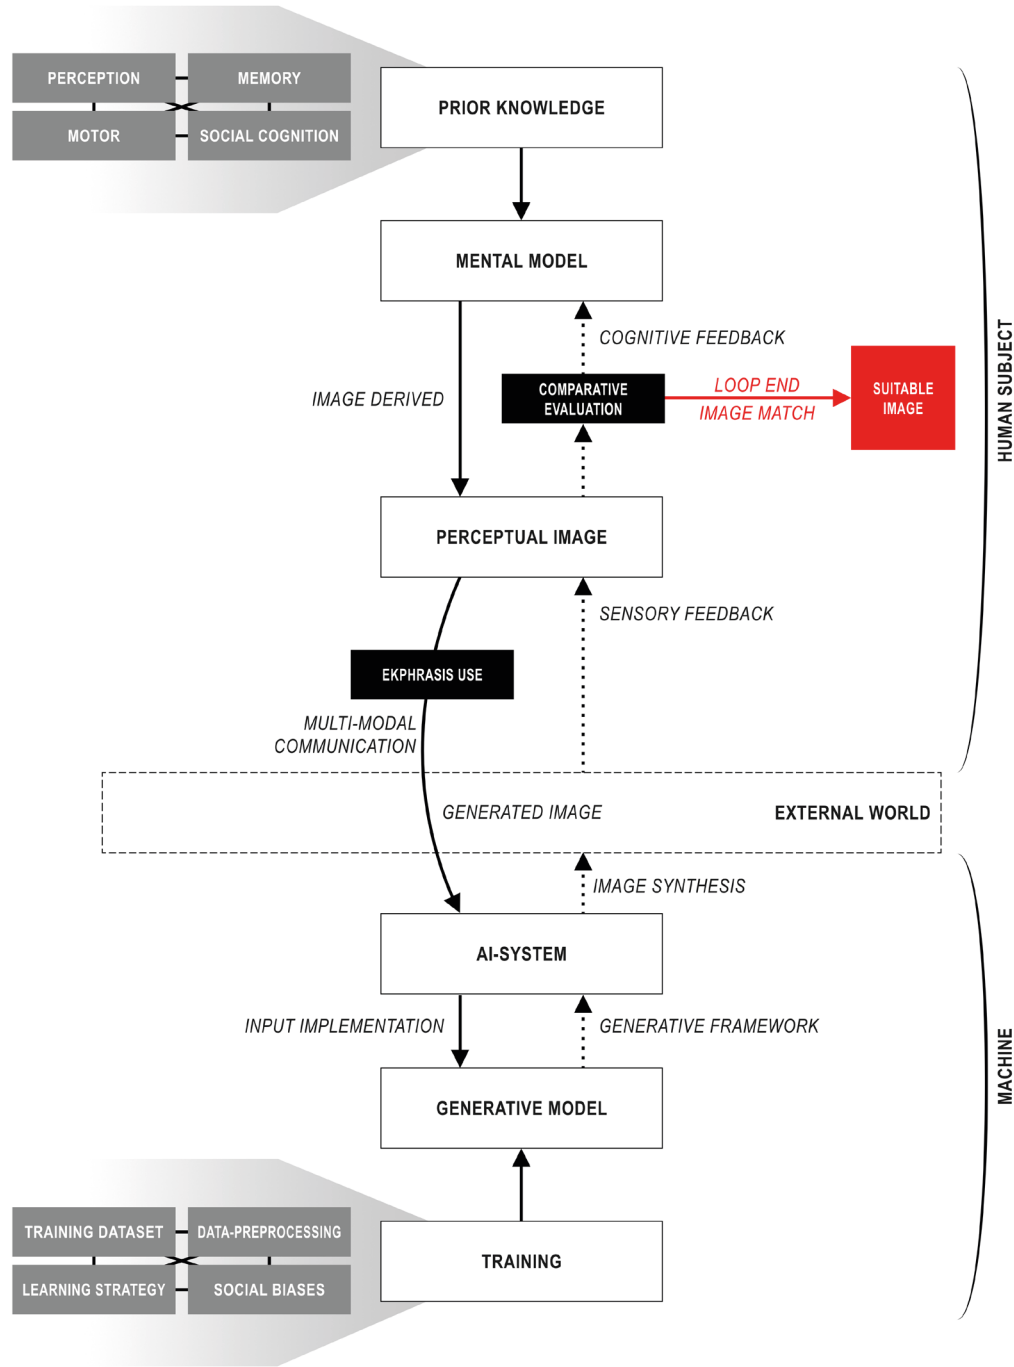 PERCEPTION
MEMORY
MOTOR
SOCIAL COGNITION
PRIOR KNOWLEDGE
MENTAL MODEL
COGNITIVE FEEDBACK
IMAGE DERIVED
COMPARATIVE
EVALUATION
LOOP END
IMAGE MATCH
SUITABLE
IMAGE
HUMAN SUBJECT
PERCEPTUAL IMAGE
SENSORY FEEDBACK
EKPHRASIS USE
MULTI-MODAL
COMMUNICATION
GENERATED IMAGE
EXTERNAL WORLD
IMAGE SYNTHESIS
AI-SYSTEM
INPUT IMPLEMENTATION
GENERATIVE FRAMEWORK
MACHINE
GENERATIVE MODEL
TRAINING DATASET
DATA-PREPROCESSING
LEARNING STRATEGY
SOCIAL BIASES
TRAINING